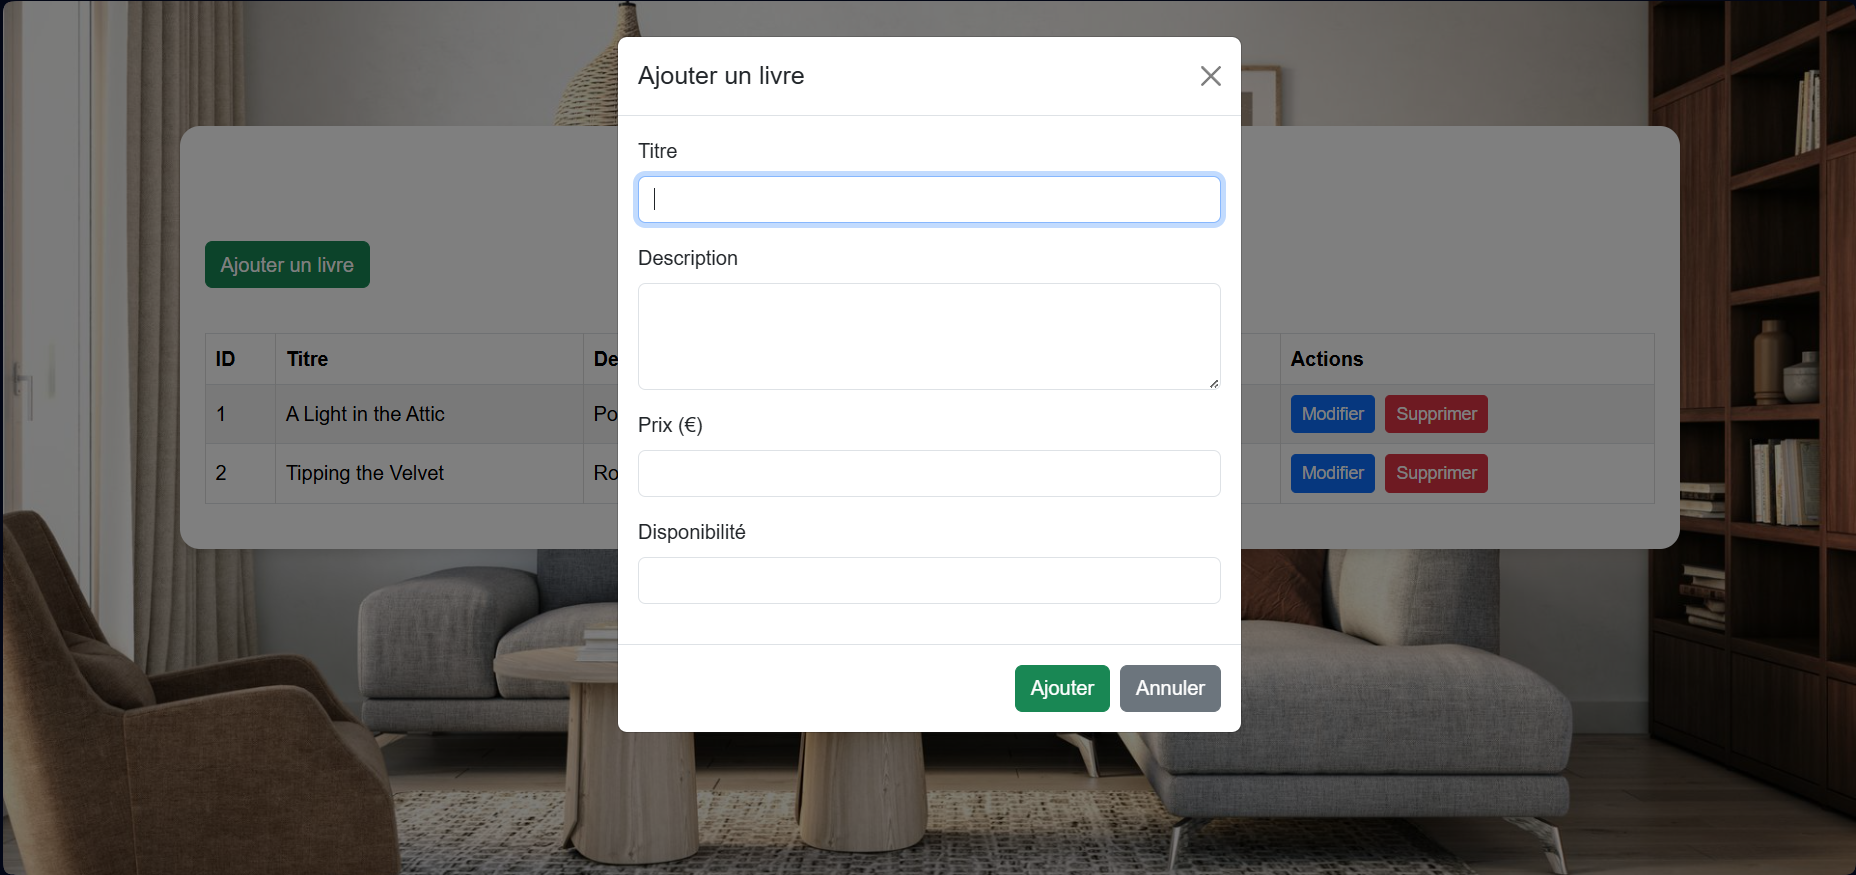 Ajouter un livre
Titre
Description
Prix (€)
Disponibilité
Ajouter Annuler
Ajouter un livre
ID Titre De Actions
1 A Light in the Attic Po Modifier Supprimer
2 Tipping the Velvet Ro Modifier Supprimer